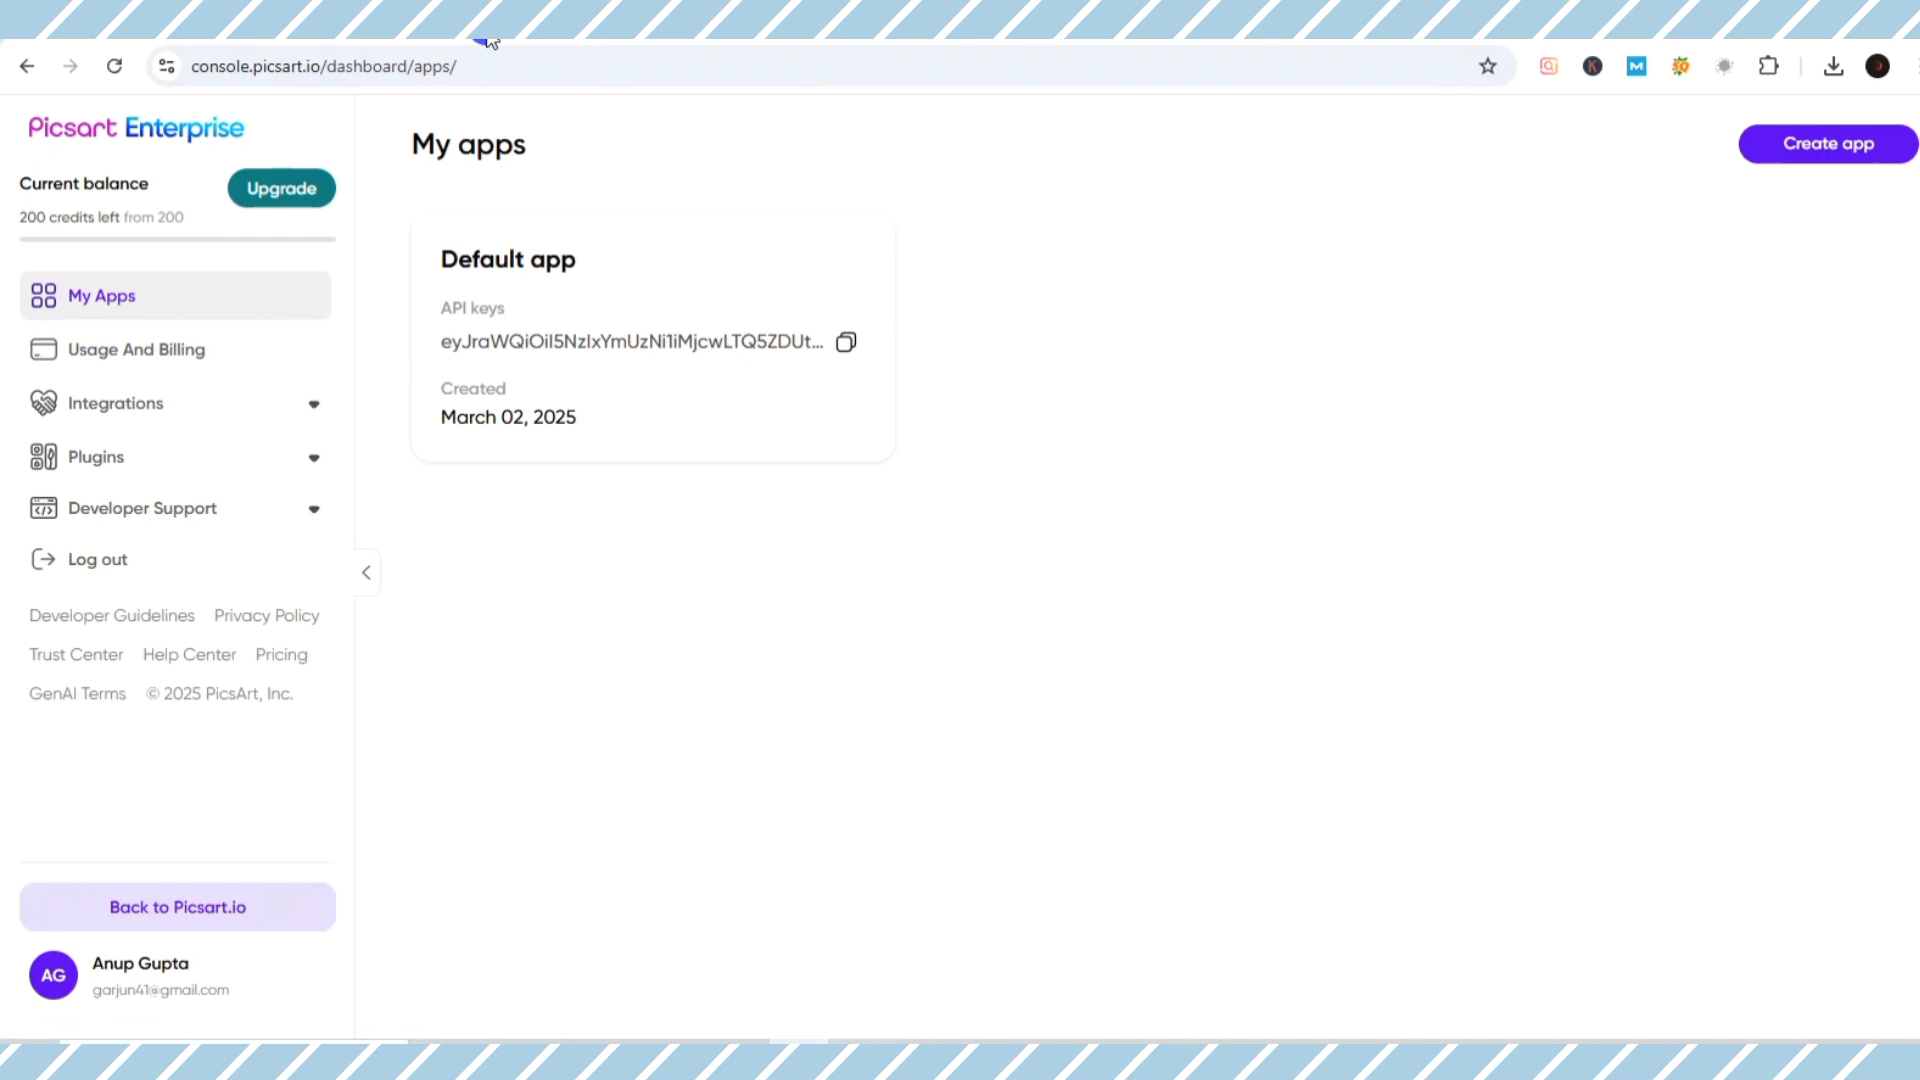 console.picsart.io/dashboard/apps/
Picsart Enterprise
Current balance
Upgrade
200 credits left from 200
My Apps
Usage And Billing
Integrations
Plugins
Developer Support
Log out
Developer Guidelines Privacy Policy
Trust Center Help Center Pricing
GenAI Terms © 2025 PicsArt, Inc.
Back to Picsart.io
AG
Anup Gupta
garjun41@gmail.com
My apps
Create app
Default app
API keys
Created
March 02, 2025